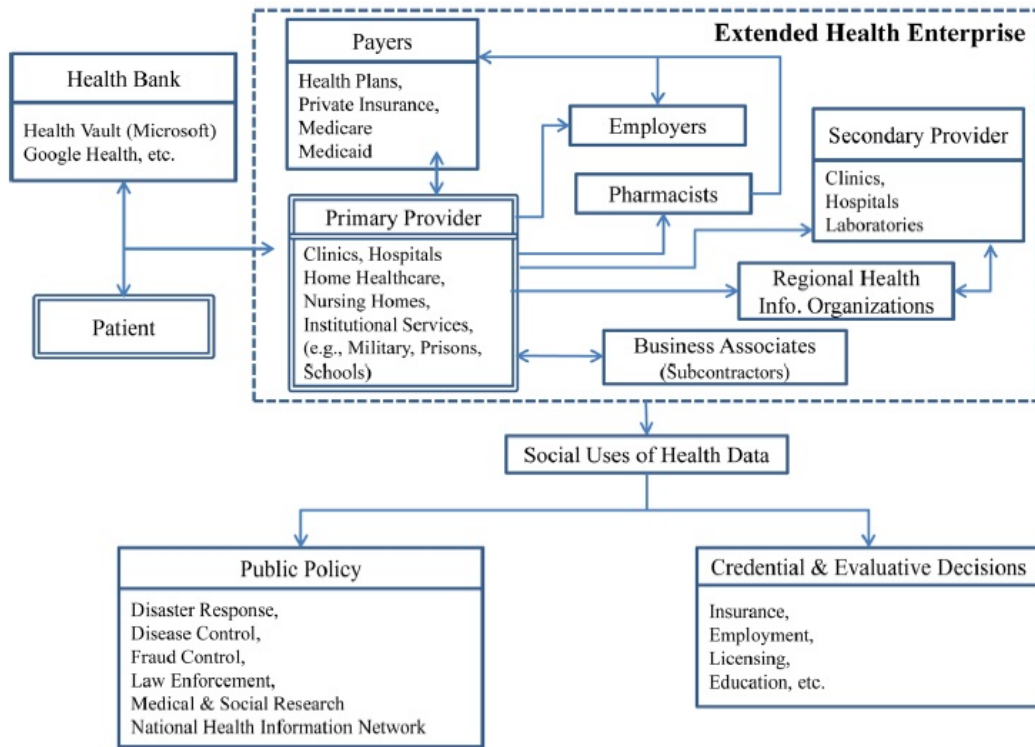 Extended Health Enterprise
Health Bank
Health Vault (Microsoft)
Google Health, etc.
Patient
Payers
Health Plans,
Private Insurance,
Medicare
Medicaid
Employers
Pharmacists
Secondary Provider
Clinics,
Hospitals
Laboratories
Primary Provider
Clinics, Hospitals
Home Healthcare,
Nursing Homes,
Institutional Services,
(e.g., Military, Prisons,
Schools)
Regional Health
Info. Organizations
Business Associates
(Subcontractors)
Social Uses of Health Data
Public Policy
Disaster Response,
Disease Control,
Fraud Control,
Law Enforcement,
Medical & Social Research
National Health Information Network
Credential & Evaluative Decisions
Insurance,
Employment,
Licensing,
Education, etc.